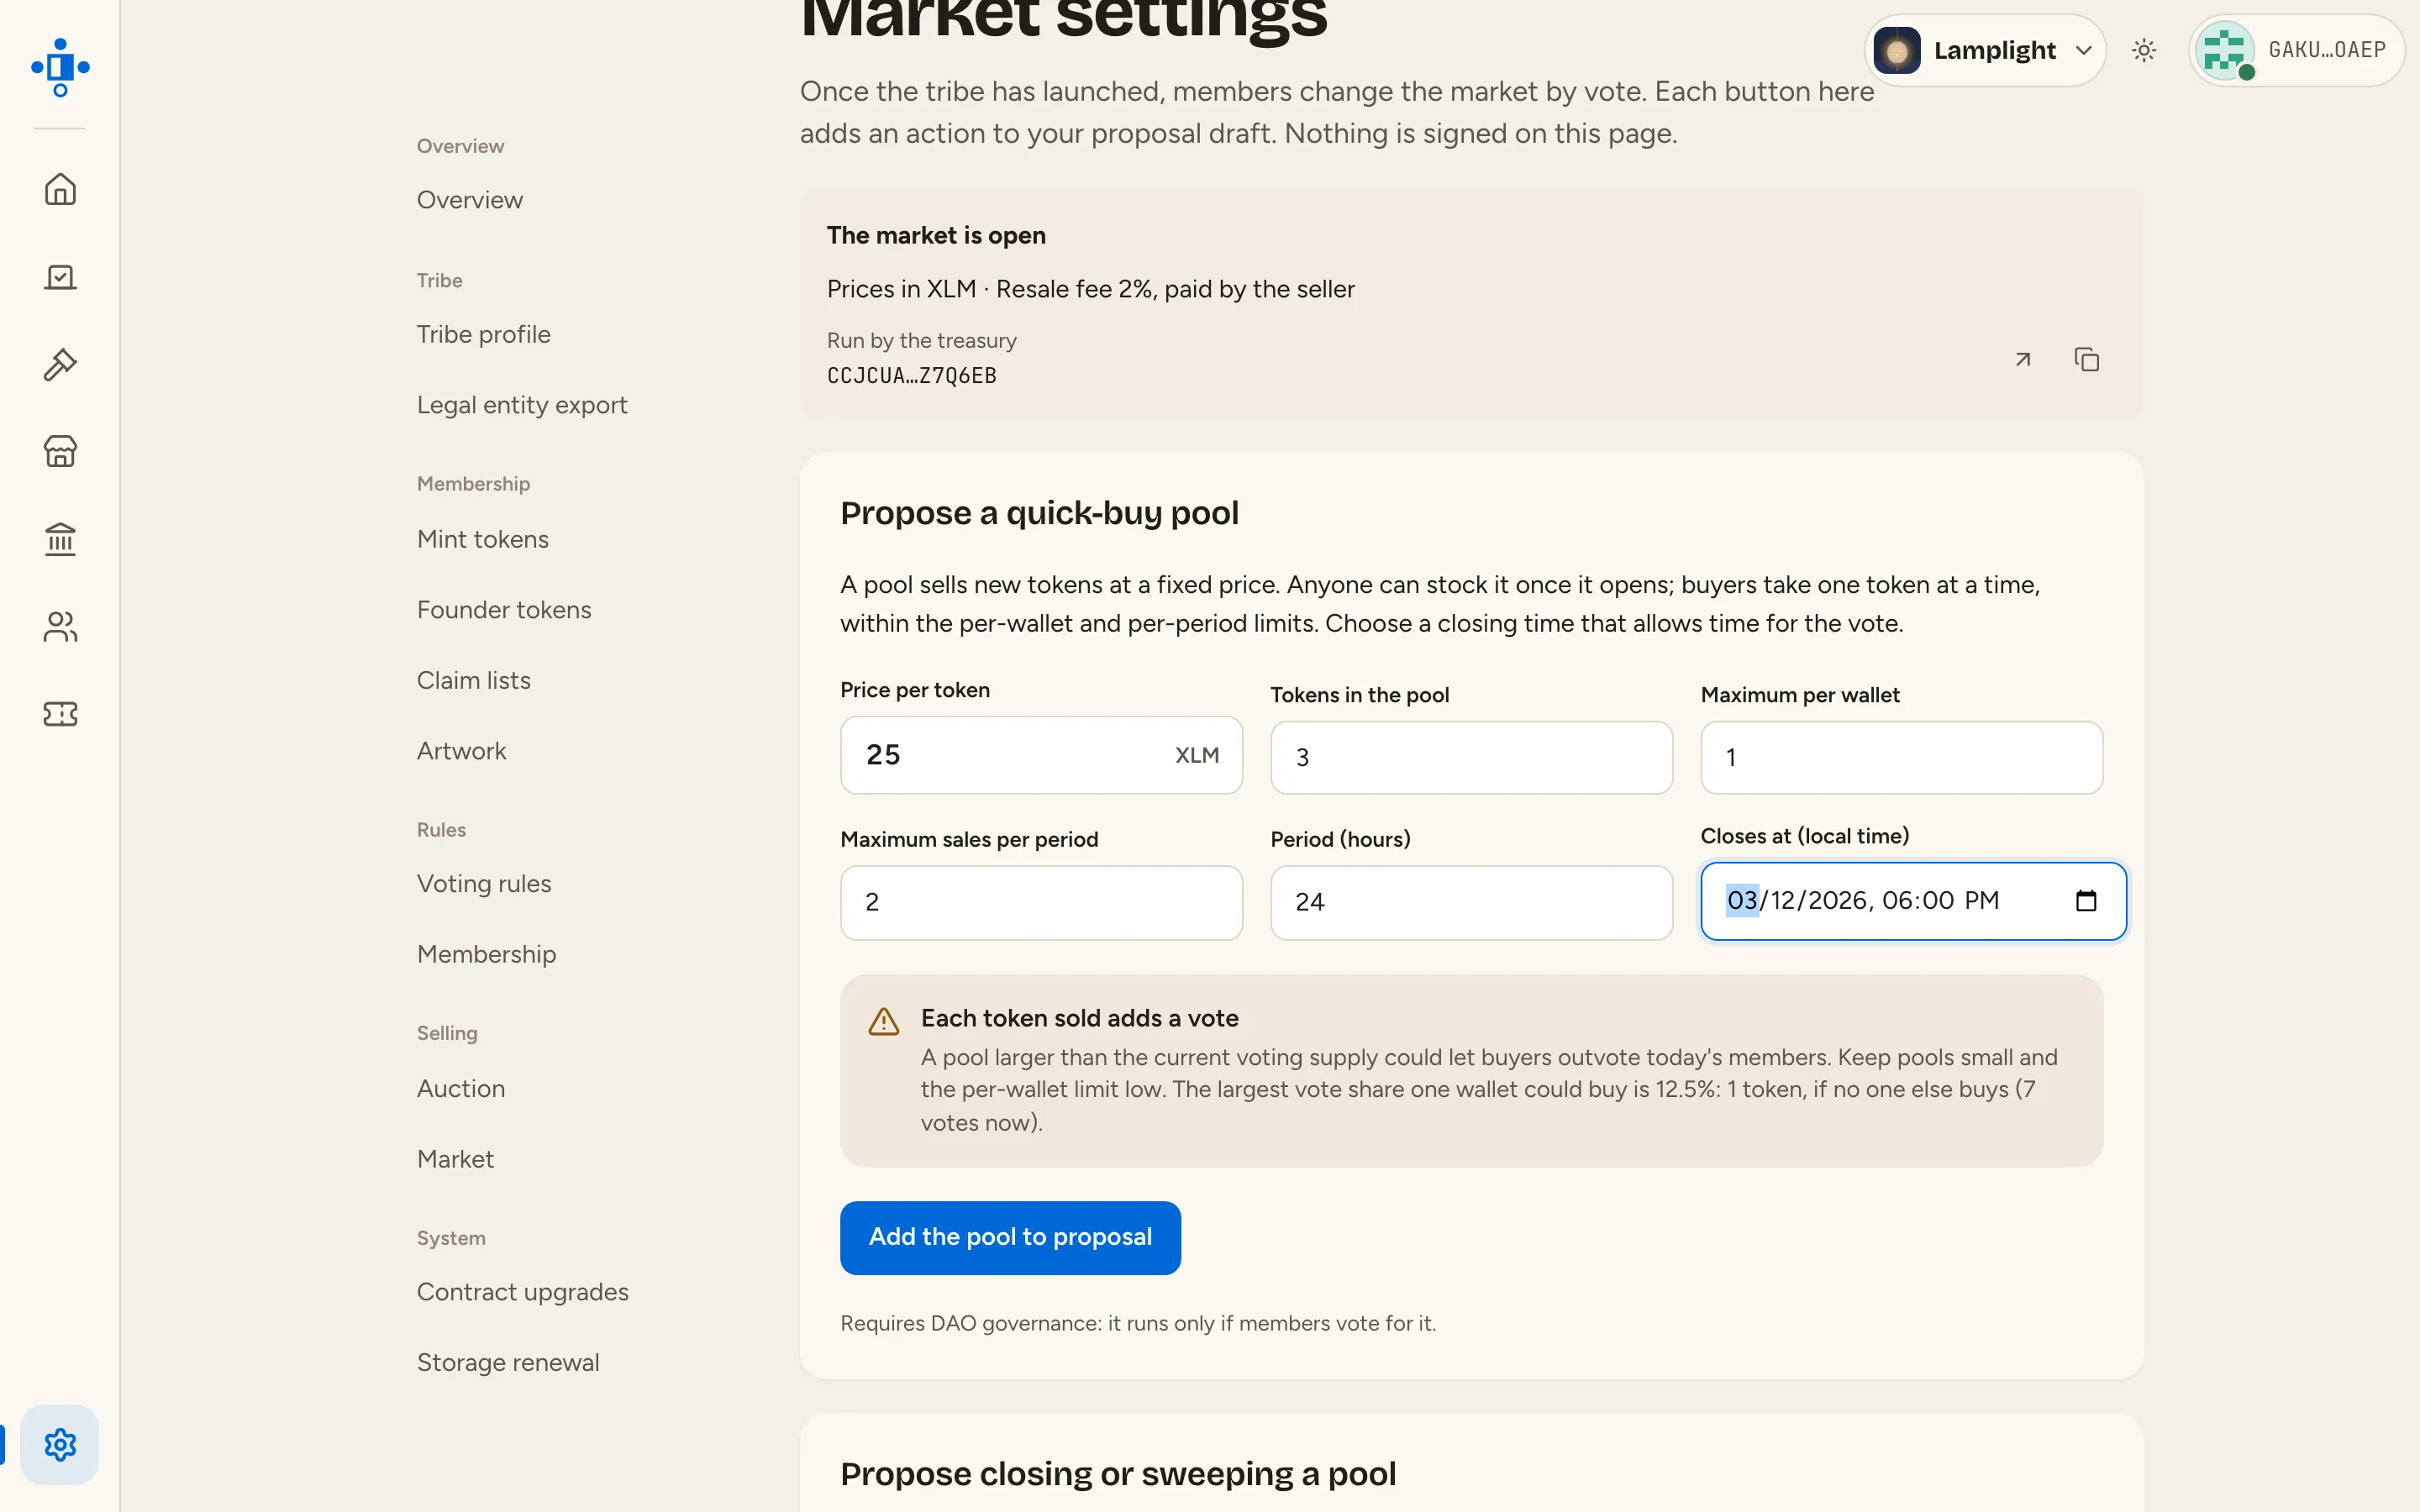 Market settings
Lamplight
GAKU…OAEP
Once the tribe has launched, members change the market by vote. Each button here
adds an action to your proposal draft. Nothing is signed on this page.
Overview
Overview
Tribe
Tribe profile
Legal entity export
Membership
Mint tokens
Founder tokens
Claim lists
Artwork
Rules
Voting rules
Membership
Selling
Auction
Market
System
Contract upgrades
Storage renewal
The market is open
Prices in XLM · Resale fee 2%, paid by the seller
Run by the treasury
CCJCUA…Z7Q6EB
Propose a quick-buy pool
A pool sells new tokens at a fixed price. Anyone can stock it once it opens; buyers take one token at a time,
within the per-wallet and per-period limits. Choose a closing time that allows time for the vote.
Price per token
25 XLM
Tokens in the pool
3
Maximum per wallet
1
Maximum sales per period
2
Period (hours)
24
Closes at (local time)
03/12/2026, 06:00 PM
Each token sold adds a vote
A pool larger than the current voting supply could let buyers outvote today's members. Keep pools small and
the per-wallet limit low. The largest vote share one wallet could buy is 12.5%: 1 token, if no one else buys (7
votes now).
Add the pool to proposal
Requires DAO governance: it runs only if members vote for it.
Propose closing or sweeping a pool